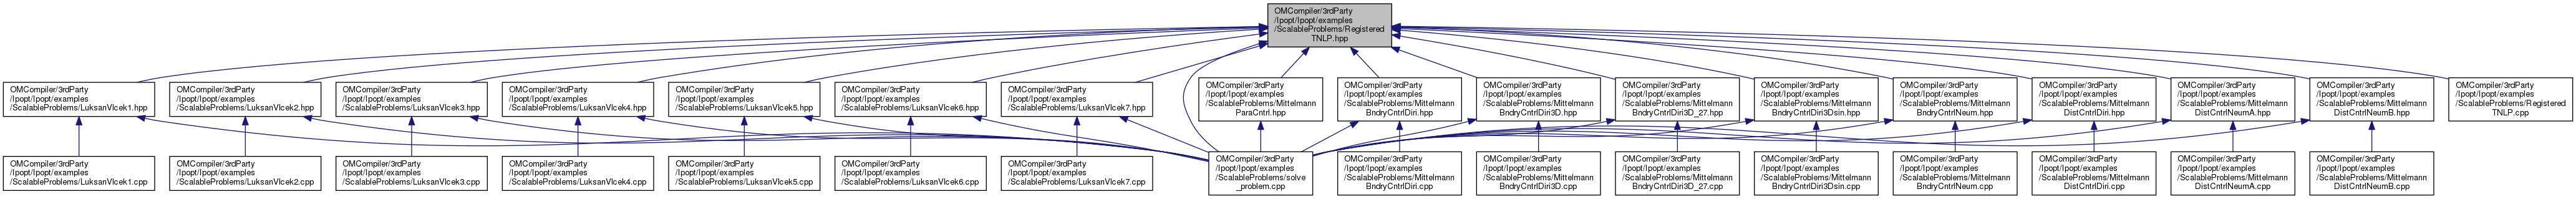 OMCompiler/3rdParty
/Ipopt/Ipopt/examples
/ScalableProblems/Registered
TNLP.hpp
OMCompiler/3rdParty
/Ipopt/Ipopt/examples
/ScalableProblems/LuksanVlcek1.hpp
OMCompiler/3rdParty
/Ipopt/Ipopt/examples
/ScalableProblems/LuksanVlcek2.hpp
OMCompiler/3rdParty
/Ipopt/Ipopt/examples
/ScalableProblems/LuksanVlcek3.hpp
OMCompiler/3rdParty
/Ipopt/Ipopt/examples
/ScalableProblems/LuksanVlcek4.hpp
OMCompiler/3rdParty
/Ipopt/Ipopt/examples
/ScalableProblems/LuksanVlcek5.hpp
OMCompiler/3rdParty
/Ipopt/Ipopt/examples
/ScalableProblems/LuksanVlcek6.hpp
OMCompiler/3rdParty
/Ipopt/Ipopt/examples
/ScalableProblems/LuksanVlcek7.hpp
OMCompiler/3rdParty
/Ipopt/Ipopt/examples
/ScalableProblems/Mittelmann
ParaCntrl.hpp
OMCompiler/3rdParty
/Ipopt/Ipopt/examples
/ScalableProblems/Mittelmann
BndryCntrlDiri.hpp
OMCompiler/3rdParty
/Ipopt/Ipopt/examples
/ScalableProblems/Mittelmann
BndryCntrlDiri3D.hpp
OMCompiler/3rdParty
/Ipopt/Ipopt/examples
/ScalableProblems/Mittelmann
BndryCntrlDiri3D_27.hpp
OMCompiler/3rdParty
/Ipopt/Ipopt/examples
/ScalableProblems/Mittelmann
BndryCntrlDiri3Dsin.hpp
OMCompiler/3rdParty
/Ipopt/Ipopt/examples
/ScalableProblems/Mittelmann
BndryCntrlNeum.hpp
OMCompiler/3rdParty
/Ipopt/Ipopt/examples
/ScalableProblems/Mittelmann
DistCntrlDiri.hpp
OMCompiler/3rdParty
/Ipopt/Ipopt/examples
/ScalableProblems/Mittelmann
DistCntrlNeumA.hpp
OMCompiler/3rdParty
/Ipopt/Ipopt/examples
/ScalableProblems/Mittelmann
DistCntrlNeumB.hpp
OMCompiler/3rdParty
/Ipopt/Ipopt/examples
/ScalableProblems/Registered
TNLP.cpp
OMCompiler/3rdParty
/Ipopt/Ipopt/examples
/ScalableProblems/LuksanVlcek1.cpp
OMCompiler/3rdParty
/Ipopt/Ipopt/examples
/ScalableProblems/LuksanVlcek2.cpp
OMCompiler/3rdParty
/Ipopt/Ipopt/examples
/ScalableProblems/LuksanVlcek3.cpp
OMCompiler/3rdParty
/Ipopt/Ipopt/examples
/ScalableProblems/LuksanVlcek4.cpp
OMCompiler/3rdParty
/Ipopt/Ipopt/examples
/ScalableProblems/LuksanVlcek5.cpp
OMCompiler/3rdParty
/Ipopt/Ipopt/examples
/ScalableProblems/LuksanVlcek6.cpp
OMCompiler/3rdParty
/Ipopt/Ipopt/examples
/ScalableProblems/LuksanVlcek7.cpp
OMCompiler/3rdParty
/Ipopt/Ipopt/examples
/ScalableProblems/solve
_problem.cpp
OMCompiler/3rdParty
/Ipopt/Ipopt/examples
/ScalableProblems/Mittelmann
BndryCntrlDiri.cpp
OMCompiler/3rdParty
/Ipopt/Ipopt/examples
/ScalableProblems/Mittelmann
BndryCntrlDiri3D.cpp
OMCompiler/3rdParty
/Ipopt/Ipopt/examples
/ScalableProblems/Mittelmann
BndryCntrlDiri3D_27.cpp
OMCompiler/3rdParty
/Ipopt/Ipopt/examples
/ScalableProblems/Mittelmann
BndryCntrlDiri3Dsin.cpp
OMCompiler/3rdParty
/Ipopt/Ipopt/examples
/ScalableProblems/Mittelmann
BndryCntrlNeum.cpp
OMCompiler/3rdParty
/Ipopt/Ipopt/examples
/ScalableProblems/Mittelmann
DistCntrlDiri.cpp
OMCompiler/3rdParty
/Ipopt/Ipopt/examples
/ScalableProblems/Mittelmann
DistCntrlNeumA.cpp
OMCompiler/3rdParty
/Ipopt/Ipopt/examples
/ScalableProblems/Mittelmann
DistCntrlNeumB.cpp